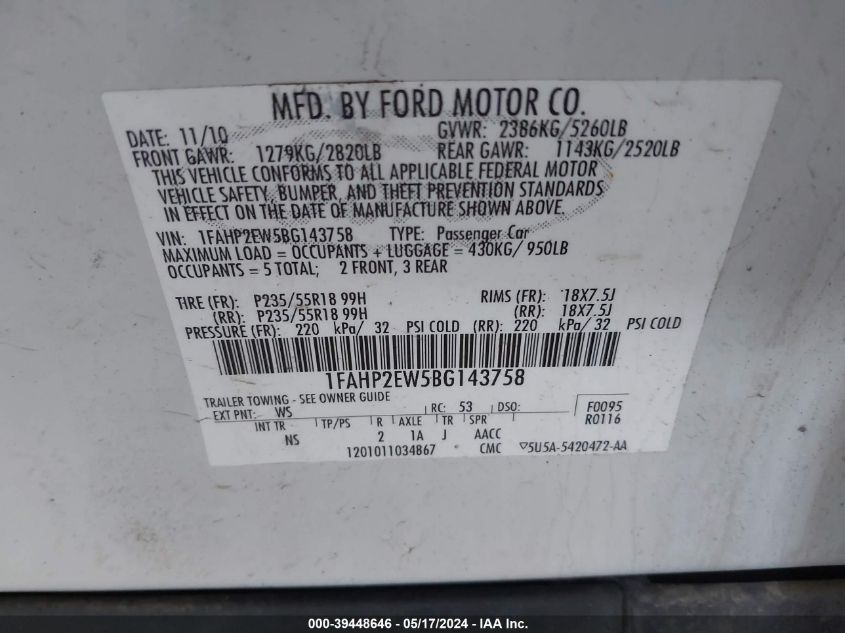 MFD. BY FORD MOTOR CO.
DATE: 11/10 GVWR: 2386KG/5260LB
FRONT GAWR: 1279KG/2820LB REAR GAWR: 1143KG/2520LB
THIS VEHICLE CONFORMS TO ALL APPLICABLE FEDERAL MOTOR
VEHICLE SAFETY, BUMPER, AND THEFT PREVENTION STANDARDS
IN EFFECT ON THE DATE OF MANUFACTURE SHOWN ABOVE.
VIN: 1FAHP2EW5BG143758 TYPE: Passenger Car
MAXIMUM LOAD = OCCUPANTS + LUGGAGE = 430KG/ 950LB
OCCUPANTS = 5 TOTAL; 2 FRONT, 3 REAR
TIRE (FR): P235/55R18 99H RIMS (FR): 18X7.5J
(RR): P235/55R18 99H (RR): 18X7.5J
PRESSURE (FR): 220 kPa/ 32 PSI COLD (RR): 220 kPa/ 32 PSI COLD
1FAHP2EW5BG143758
TRAILER TOWING - SEE OWNER GUIDE
EXT PNT: WS RC: 53 DSO: F0095
INT TR TP/PS R AXLE TR SPR R0116
NS 2 1A J AACC
1201011034867 CMC ▽5U5A-5420472-AA
000-39448646 - 05/17/2024 - IAA Inc.